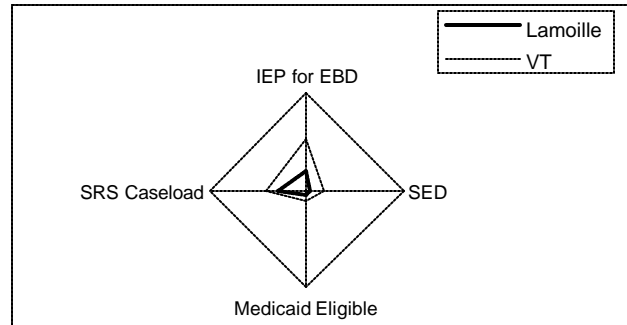 Lamoille
VT
IEP for EBD
SRS Caseload
SED
Medicaid Eligible